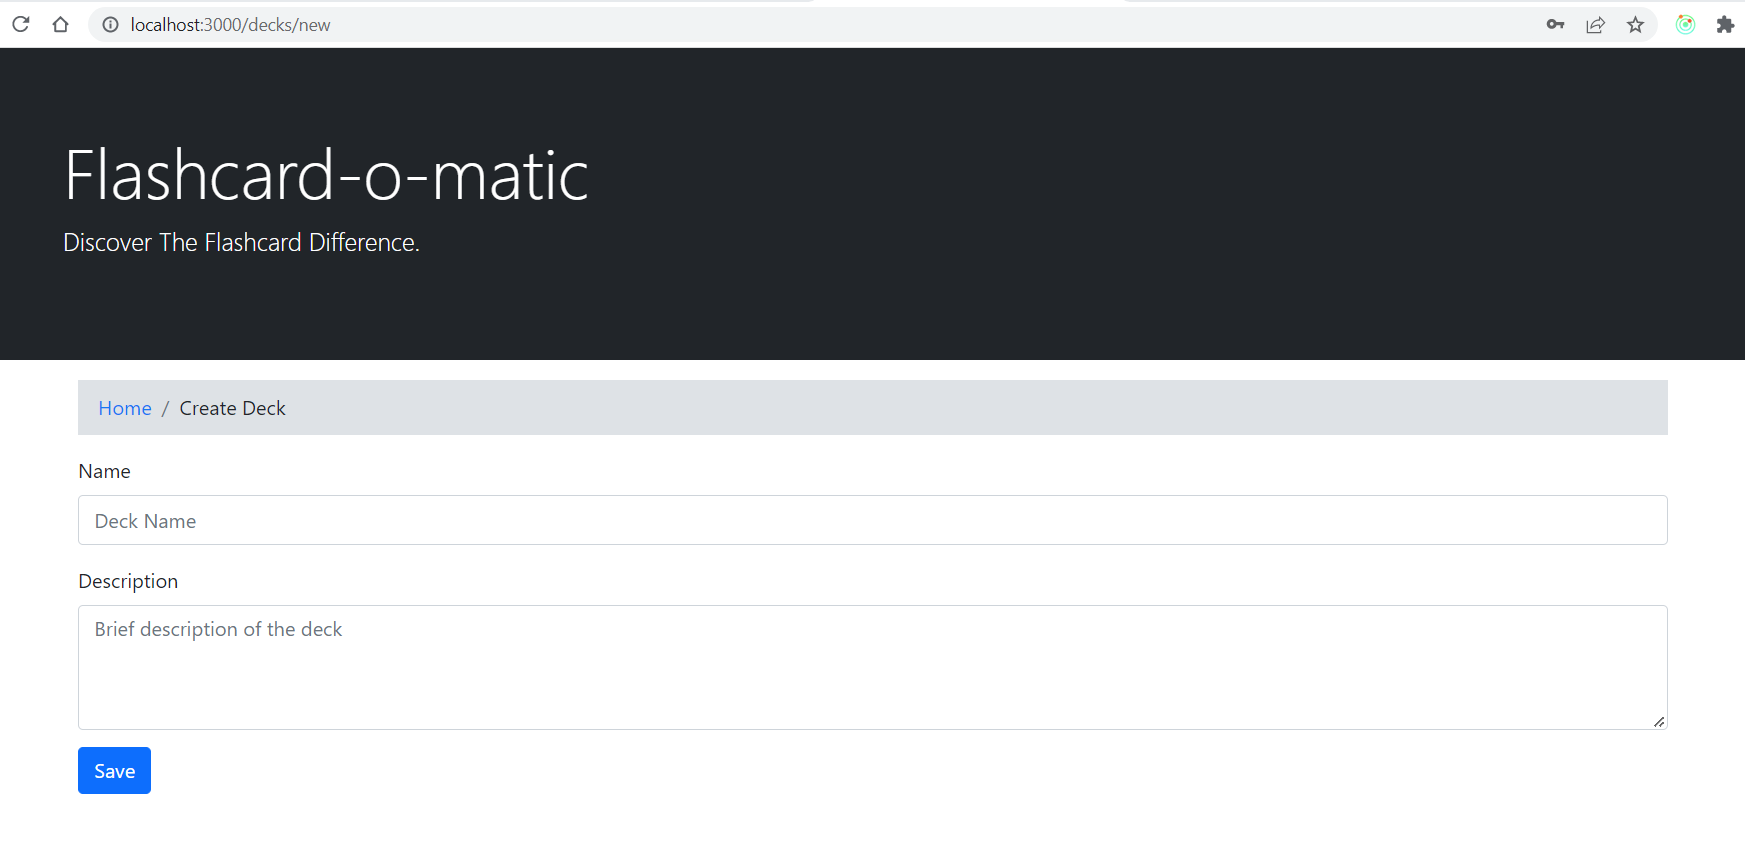 localhost:3000/decks/new
Flashcard-o-matic
Discover The Flashcard Difference.
Home / Create Deck
Name
Deck Name
Description
Brief description of the deck
Save